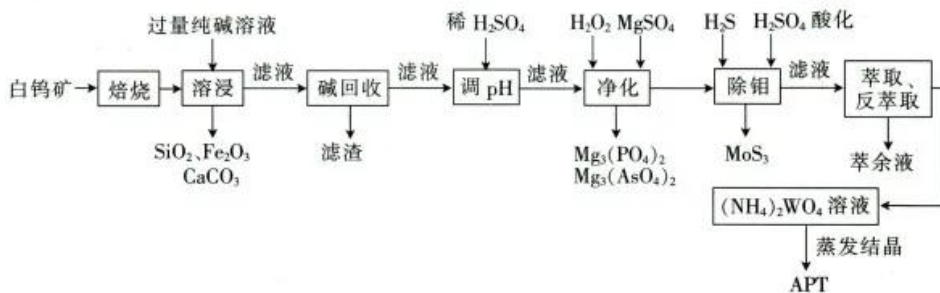 过量纯碱溶液
稀 H₂SO₄
H₂O₂ MgSO₄
H₂S
H₂SO₄ 酸化
白钨矿
焙烧
溶浸
滤液
碱回收
滤液
调 pH
滤液
净化
除钼
滤液
萃取、
反萃取
SiO₂、Fe₂O₃
CaCO₃
滤渣
Mg₃(PO₄)₂
Mg₃(AsO₄)₂
MoS₃
萃余液
(NH₄)₂WO₄ 溶液
蒸发结晶
APT